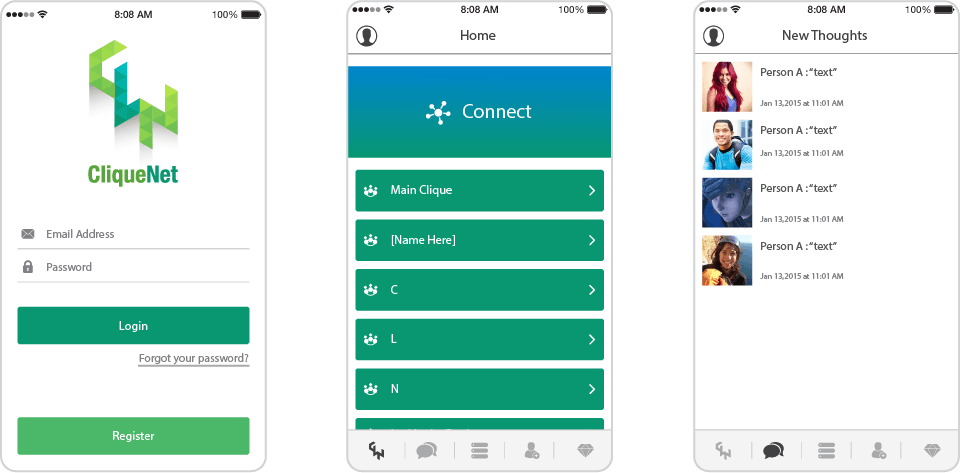 8:08 AM 100%
CliqueNet
Email Address
Password
Login
Forgot your password?
Register
8:08 AM 100%
Home
Connect
Main Clique
[Name Here]
C
L
N
8:08 AM 100%
New Thoughts
Person A : “text”
Jan 13,2015 at 11:01 AM
Person A : “text”
Jan 13,2015 at 11:01 AM
Person A : “text”
Jan 13,2015 at 11:01 AM
Person A : “text”
Jan 13,2015 at 11:01 AM